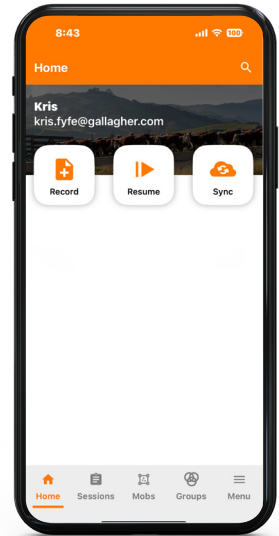 8:43
100
Home
Kris
kris.fyfe@gallagher.com
Record Resume Sync
Home Sessions Mobs Groups Menu